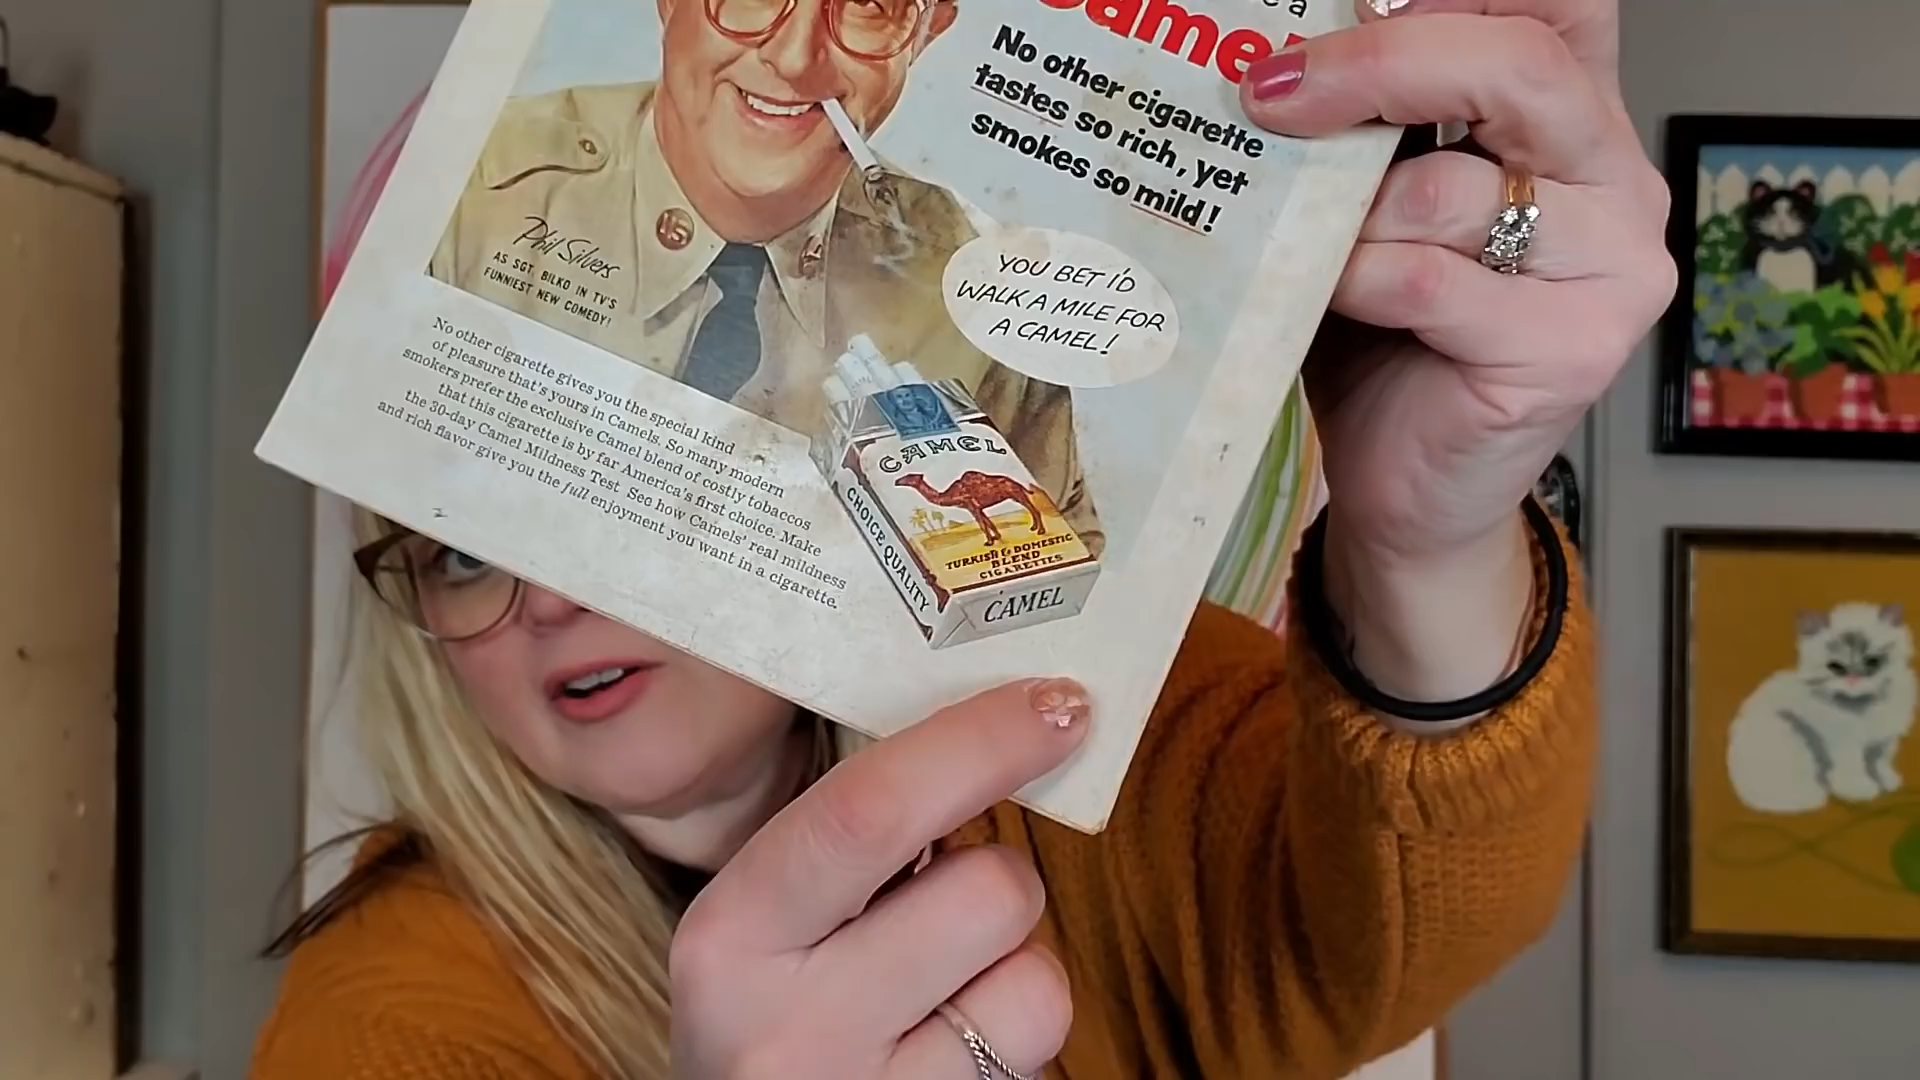 a
Camel
No other cigarette
tastes so rich, yet
smokes so mild!
Phil Silvers
AS SGT. BILKO IN TV'S
FUNNIEST NEW COMEDY!
US
YOU BET I'D
WALK A MILE FOR
A CAMEL!
No other cigarette gives you the special kind
of pleasure that's yours in Camels. So many modern
smokers prefer the exclusive Camel blend of costly tobaccos
that this cigarette is by far America's first choice. Make
the 30-day Camel Mildness Test. See how Camels' real mildness
and rich flavor give you the full enjoyment you want in a cigarette.
CAMEL
CHOICE QUALITY
TURKISH & DOMESTIC
BLEND
CIGARETTES
CAMEL